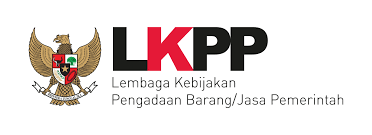 LKPP
Lembaga Kebijakan
Pengadaan Barang/Jasa Pemerintah